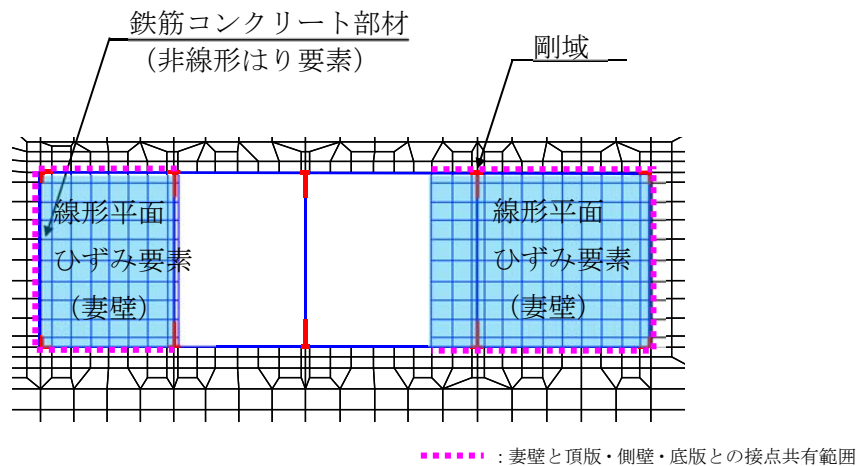 鉄筋コンクリート部材
（非線形はり要素）
剛域
線形平面
ひずみ要素
（妻壁）
線形平面
ひずみ要素
（妻壁）
：妻壁と頂版・側壁・底版との接点共有範囲